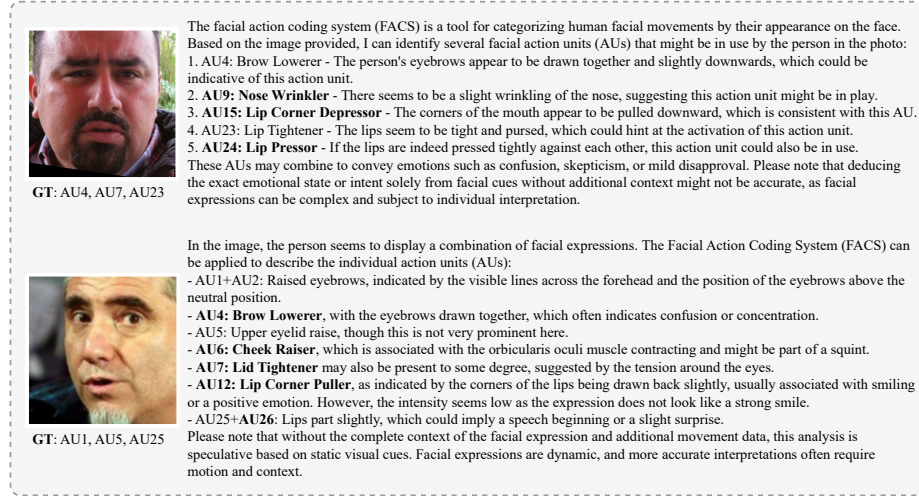 The facial action coding system (FACS) is a tool for categorizing human facial movements by their appearance on the face.
Based on the image provided, I can identify several facial action units (AUs) that might be in use by the person in the photo:
1. AU4: Brow Lowerer - The person's eyebrows appear to be drawn together and slightly downwards, which could be
indicative of this action unit.
2. AU9: Nose Wrinkler - There seems to be a slight wrinkling of the nose, suggesting this action unit might be in play.
3. AU15: Lip Corner Depressor - The corners of the mouth appear to be pulled downward, which is consistent with this AU.
4. AU23: Lip Tightener - The lips seem to be tight and pursed, which could hint at the activation of this action unit.
5. AU24: Lip Pressor - If the lips are indeed pressed tightly against each other, this action unit could also be in use.
These AUs may combine to convey emotions such as confusion, skepticism, or mild disapproval. Please note that deducing
the exact emotional state or intent solely from facial cues without additional context might not be accurate, as facial
expressions can be complex and subject to individual interpretation.
GT: AU4, AU7, AU23
In the image, the person seems to display a combination of facial expressions. The Facial Action Coding System (FACS) can
be applied to describe the individual action units (AUs):
- AU1+AU2: Raised eyebrows, indicated by the visible lines across the forehead and the position of the eyebrows above the
neutral position.
- AU4: Brow Lowerer, with the eyebrows drawn together, which often indicates confusion or concentration.
- AU5: Upper eyelid raise, though this is not very prominent here.
- AU6: Cheek Raiser, which is associated with the orbicularis oculi muscle contracting and might be part of a squint.
- AU7: Lid Tightener may also be present to some degree, suggested by the tension around the eyes.
- AU12: Lip Corner Puller, as indicated by the corners of the lips being drawn back slightly, usually associated with smiling
or a positive emotion. However, the intensity seems low as the expression does not look like a strong smile.
- AU25+AU26: Lips part slightly, which could imply a speech beginning or a slight surprise.
Please note that without the complete context of the facial expression and additional movement data, this analysis is
speculative based on static visual cues. Facial expressions are dynamic, and more accurate interpretations often require
motion and context.
GT: AU1, AU5, AU25